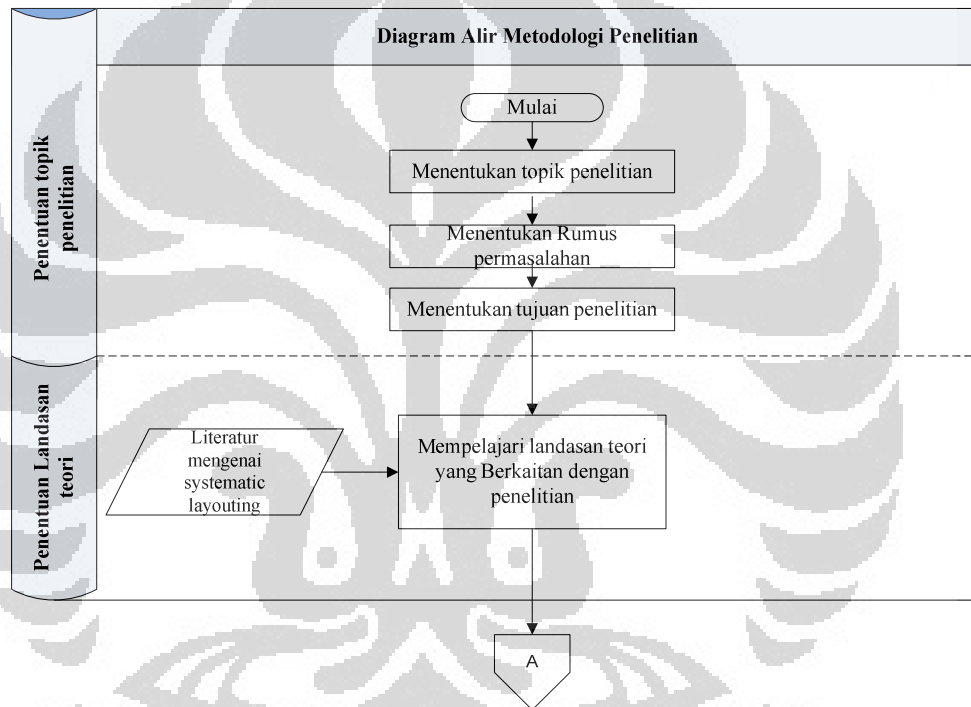 Diagram Alir Metodologi Penelitian
Penentuan topik
penelitian
Mulai
Menentukan topik penelitian
Menentukan Rumus
permasalahan
Menentukan tujuan penelitian
Penentuan Landasan
teori
Literatur
mengenai
systematic
layouting
Mempelajari landasan teori
yang Berkaitan dengan
penelitian
A